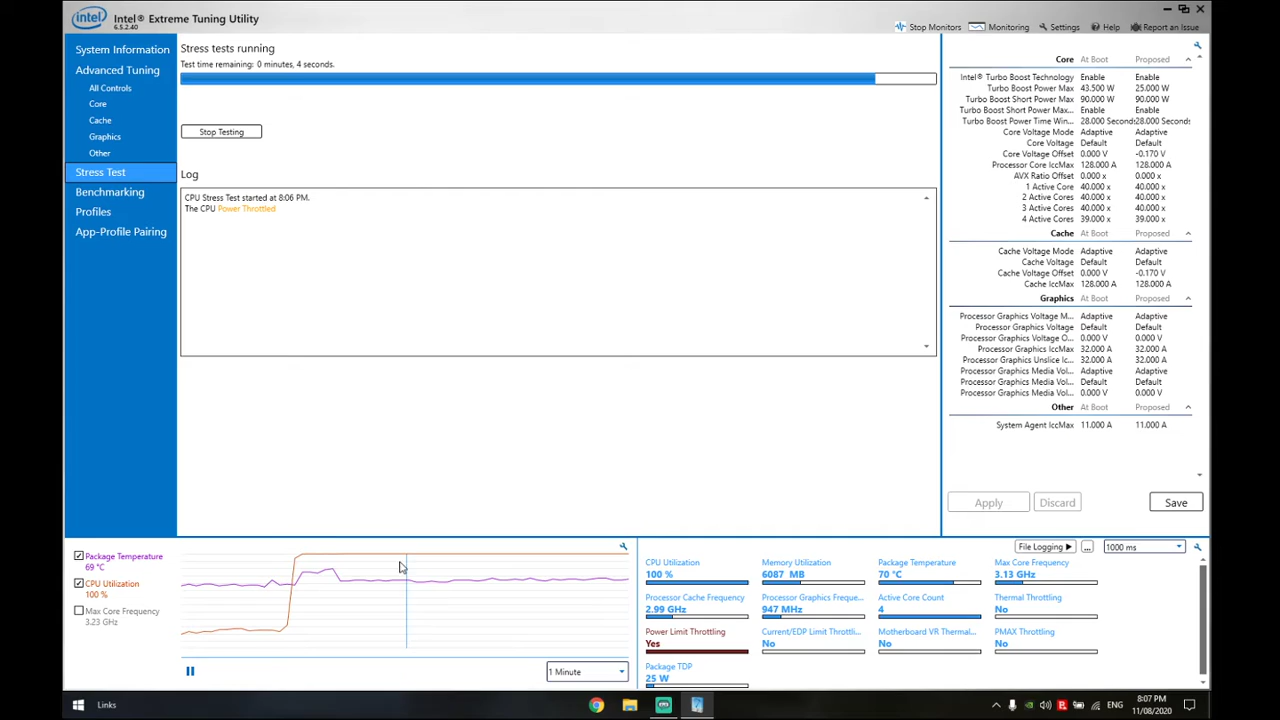 intel Intel® Extreme Tuning Utility
6.5.2.40
Stop Monitors Monitoring Settings Help Report an Issue
System Information
Advanced Tuning
All Controls
Core
Cache
Graphics
Other
Stress Test
Benchmarking
Profiles
App-Profile Pairing
Stress tests running
Test time remaining: 0 minutes, 4 seconds.
Stop Testing
Log
CPU Stress Test started at 8:06 PM.
The CPU Power Throttled.
Core At Boot Proposed
Intel® Turbo Boost Technology Enable Enable
Turbo Boost Power Max 43.500 W 25.000 W
Turbo Boost Short Power Max 90.000 W 90.000 W
Turbo Boost Short Power Max... Enable Enable
Turbo Boost Power Time Win... 28.000 Seconds 28.000 Seconds
Core Voltage Mode Adaptive Adaptive
Core Voltage Default Default
Core Voltage Offset 0.000 V -0.170 V
Processor Core IccMax 128.000 A 128.000 A
AVX Ratio Offset 0.000 x 0.000 x
1 Active Core 40.000 x 40.000 x
2 Active Cores 40.000 x 40.000 x
3 Active Cores 40.000 x 40.000 x
4 Active Cores 39.000 x 39.000 x
Cache At Boot Proposed
Cache Voltage Mode Adaptive Adaptive
Cache Voltage Default Default
Cache Voltage Offset 0.000 V -0.170 V
Cache IccMax 128.000 A 128.000 A
Graphics At Boot Proposed
Processor Graphics Voltage M... Adaptive Adaptive
Processor Graphics Voltage Default Default
Processor Graphics Voltage O... 0.000 V 0.000 V
Processor Graphics IccMax 32.000 A 32.000 A
Processor Graphics Unslice Ic... 32.000 A 32.000 A
Processor Graphics Media Vol... Adaptive Adaptive
Processor Graphics Media Vol... Default Default
Processor Graphics Media Vol... 0.000 V 0.000 V
Other At Boot Proposed
System Agent IccMax 11.000 A 11.000 A
Apply Discard Save
Package Temperature
69 °C
CPU Utilization
100 %
Max Core Frequency
3.23 GHz
1 Minute
File Logging ... 1000 ms
CPU Utilization Memory Utilization Package Temperature Max Core Frequency
100 % 6087 MB 70 °C 3.13 GHz
Processor Cache Frequency Processor Graphics Freque... Active Core Count Thermal Throttling
2.99 GHz 947 MHz 4 No
Power Limit Throttling Current/EDP Limit Throttli... Motherboard VR Thermal... PMAX Throttling
Yes No No No
Package TDP
25 W
Links
ENG
8:07 PM
11/08/2020